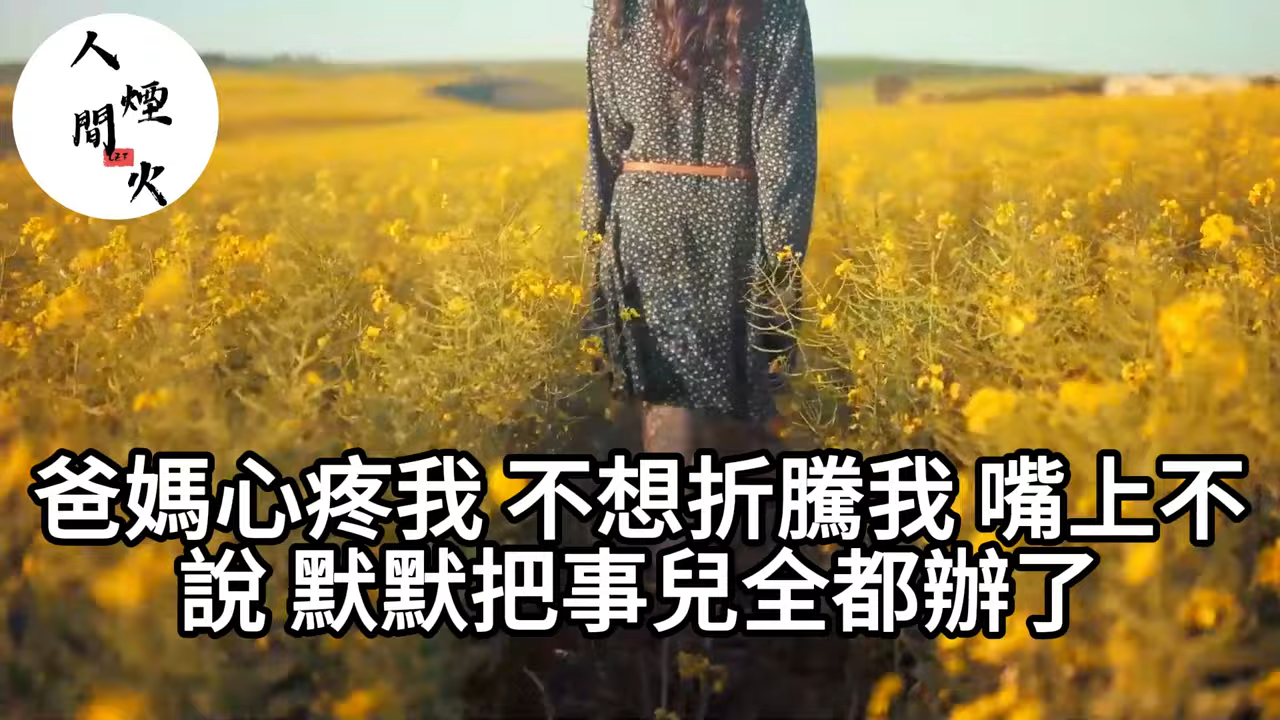 人間煙火
爸媽心疼我 不想折騰我 嘴上不
說 默默把事兒全都辦了